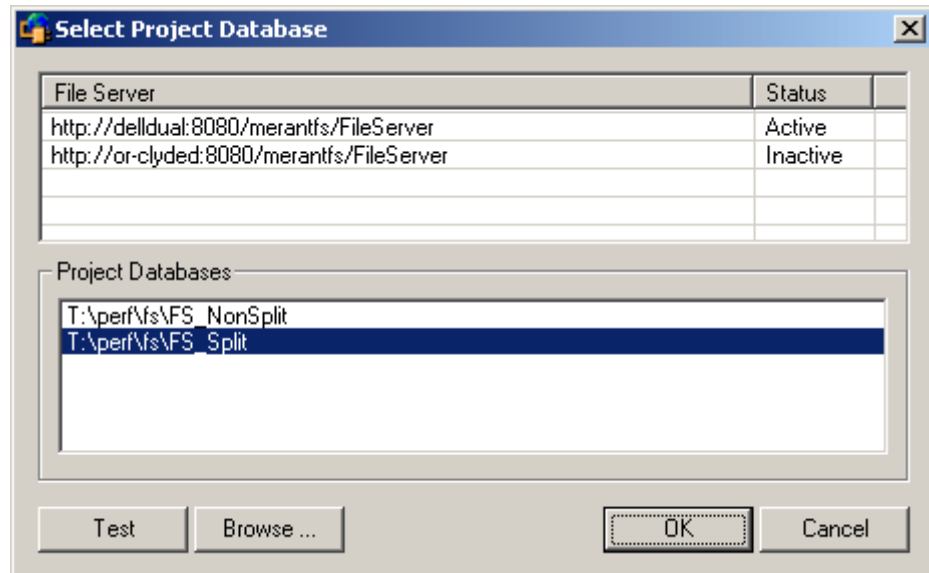 Select Project Database
File Server Status
http://delldual:8080/merantfs/FileServer Active
http://or-clyded:8080/merantfs/FileServer Inactive
Project Databases
T:\perf\fs\FS_NonSplit
T:\perf\fs\FS_Split
Test Browse ... OK Cancel